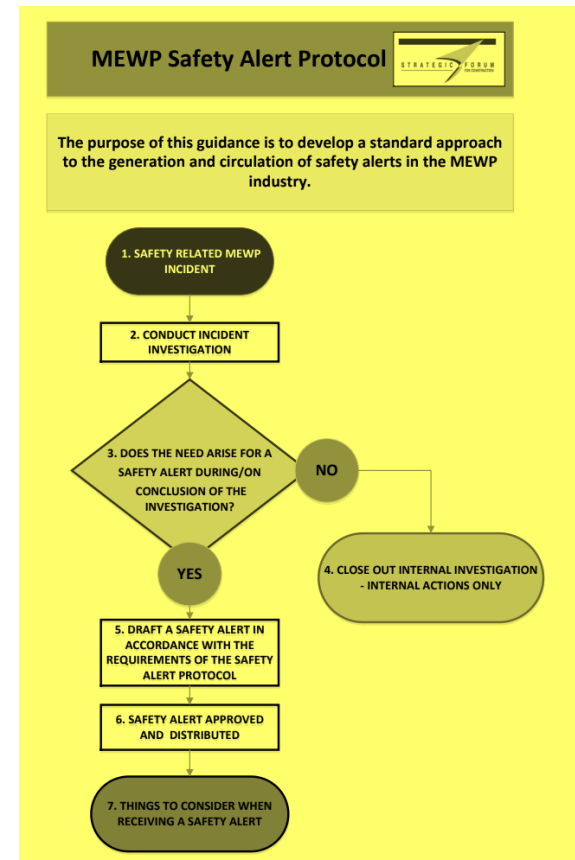 MEWP Safety Alert Protocol
STRATEGIC FORUM
FOR CONSTRUCTION
The purpose of this guidance is to develop a standard approach
to the generation and circulation of safety alerts in the MEWP
industry.
1. SAFETY RELATED MEWP
INCIDENT
2. CONDUCT INCIDENT
INVESTIGATION
3. DOES THE NEED ARISE FOR A
SAFETY ALERT DURING/ON
CONCLUSION OF THE
INVESTIGATION?
NO
4. CLOSE OUT INTERNAL INVESTIGATION
- INTERNAL ACTIONS ONLY
YES
5. DRAFT A SAFETY ALERT IN
ACCORDANCE WITH THE
REQUIREMENTS OF THE SAFETY
ALERT PROTOCOL
6. SAFETY ALERT APPROVED
AND DISTRIBUTED
7. THINGS TO CONSIDER WHEN
RECEIVING A SAFETY ALERT